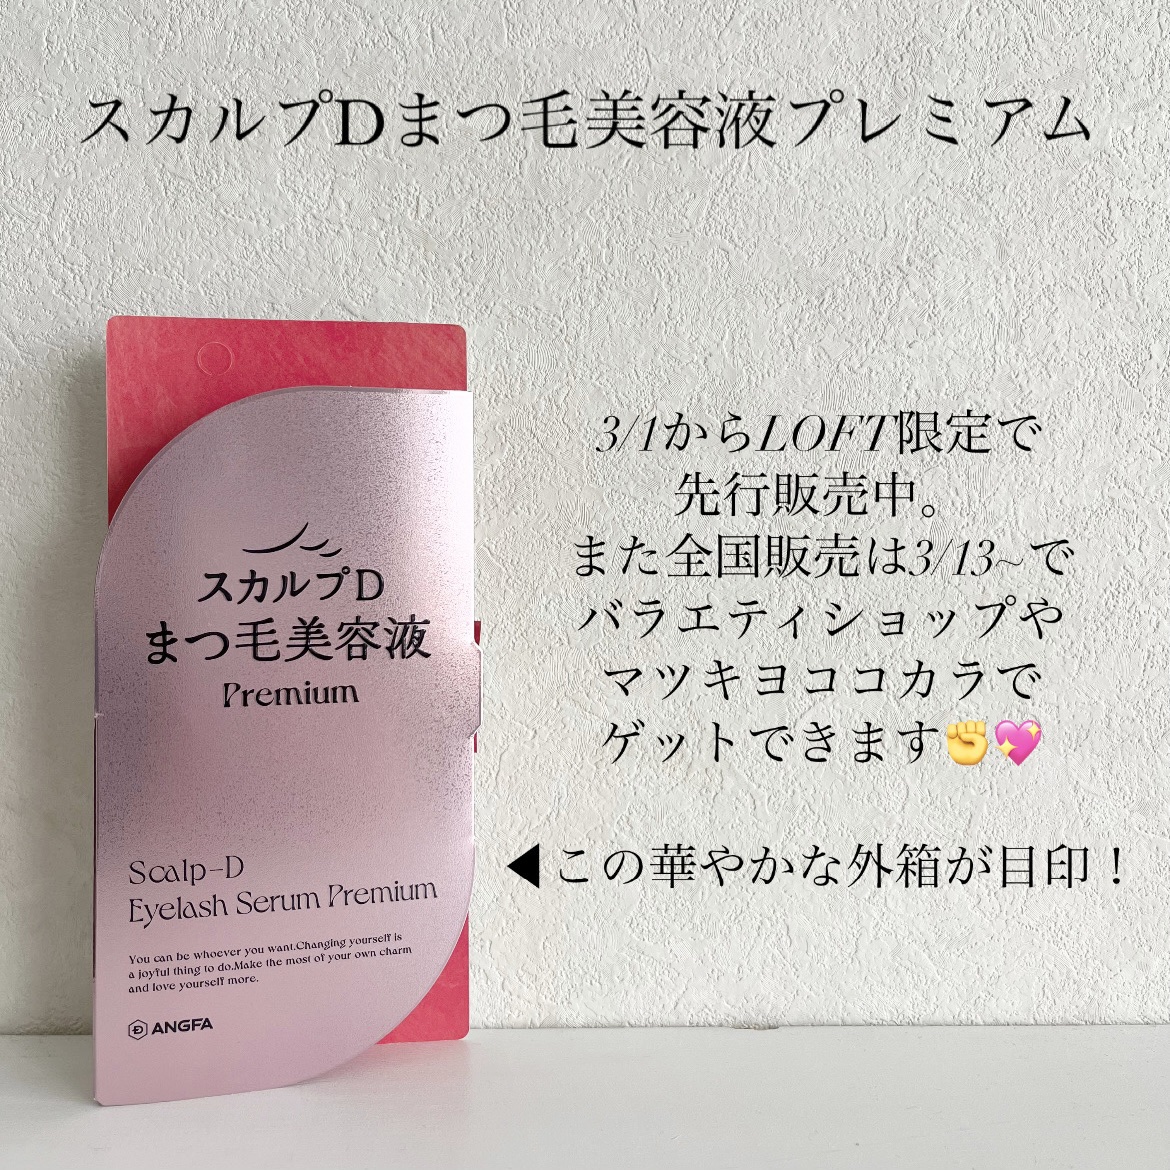 スカルプDまつ毛美容液プレミアム
スカルプD
まつ毛美容液
Premium
Scalp-D
Eyelash Serum Premium
You can be whoever you want.Changing yourself is
a joyful thing to do.Make the most of your own charm
and love yourself more.
ANGFA
3/1からLOFT限定で
先行販売中。
また全国販売は3/13~で
バラエティショップや
マツキヨココカラで
ゲットできます✊💖
◀この華やかな外箱が目印！